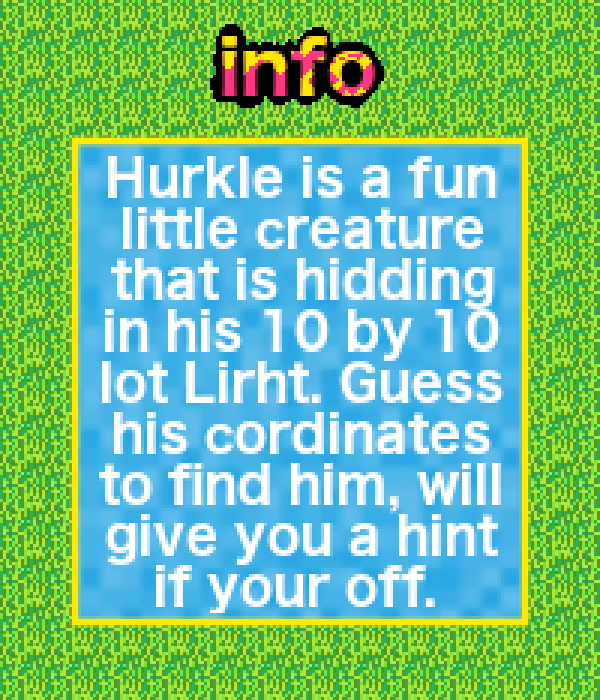 info
Hurkle is a fun
little creature
that is hidding
in his 10 by 10
lot Lirht. Guess
his cordinates
to find him, will
give you a hint
if your off.